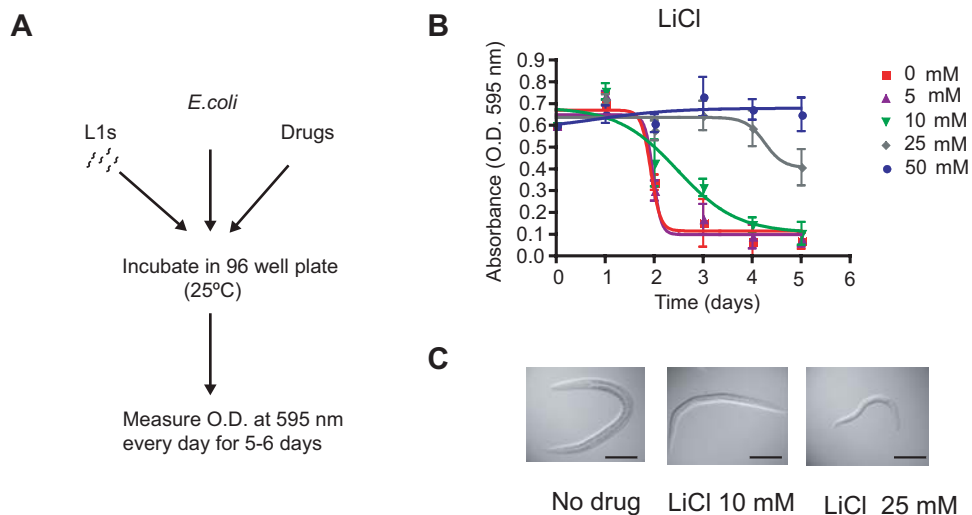 A
E.coli
L1s
Drugs
Incubate in 96 well plate
(25ºC)
Measure O.D. at 595 nm
every day for 5-6 days
B
LiCl
Absorbance (O.D. 595 nm)
0.9
0.8
0.7
0.6
0.5
0.4
0.3
0.2
0.1
0.0
0 1 2 3 4 5 6
Time (days)
0 mM
5 mM
10 mM
25 mM
50 mM
C
No drug
LiCl 10 mM
LiCl 25 mM